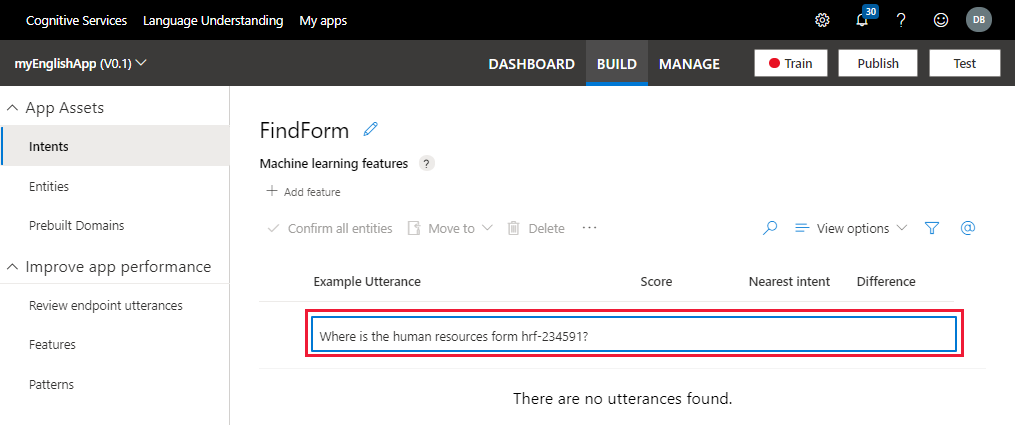 Cognitive Services Language Understanding My apps 30 ? DB
myEnglishApp (V0.1) DASHBOARD BUILD MANAGE Train Publish Test
App Assets
Intents
Entities
Prebuilt Domains
Improve app performance
Review endpoint utterances
Features
Patterns
FindForm
Machine learning features ?
+ Add feature
Confirm all entities Move to Delete ··· View options @
Example Utterance Score Nearest intent Difference
Where is the human resources form hrf-234591?
There are no utterances found.